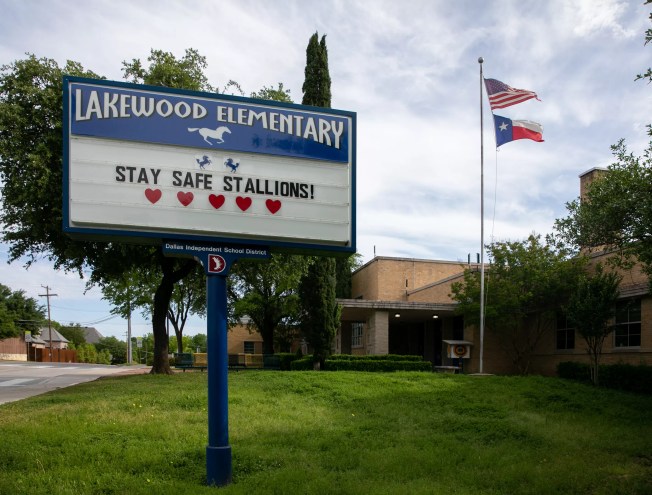 LAKEWOOD ELEMENTARY
STAY SAFE STALLIONS!
Dallas Independent School District